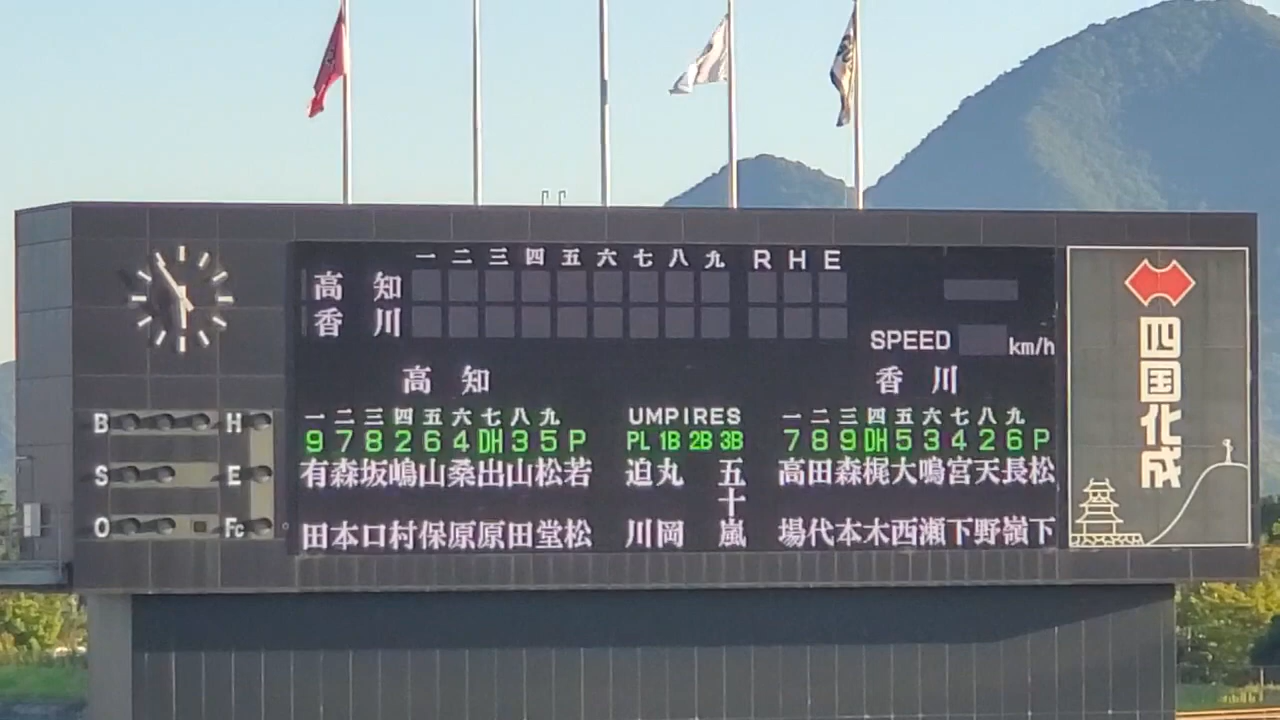 一 二 三 四 五 六 七 八 九 R H E
高 知
香 川
SPEED km/h
高 知 香 川
一 二 三 四 五 六 七 八 九 UMPIRES 一 二 三 四 五 六 七 八 九
9 7 8 2 6 4 DH 3 5 P PL 1B 2B 3B 7 8 9 DH 5 3 4 2 6 P
有田
森本
坂口
嶋村
山保
桑原
出原
山田
松堂
若松
迫川
丸岡
五十嵐
高場
田代
森本
梶木
大西
鳴瀬
宮下
天野
長嶺
松下
B H
S E
O Fc
四国化成